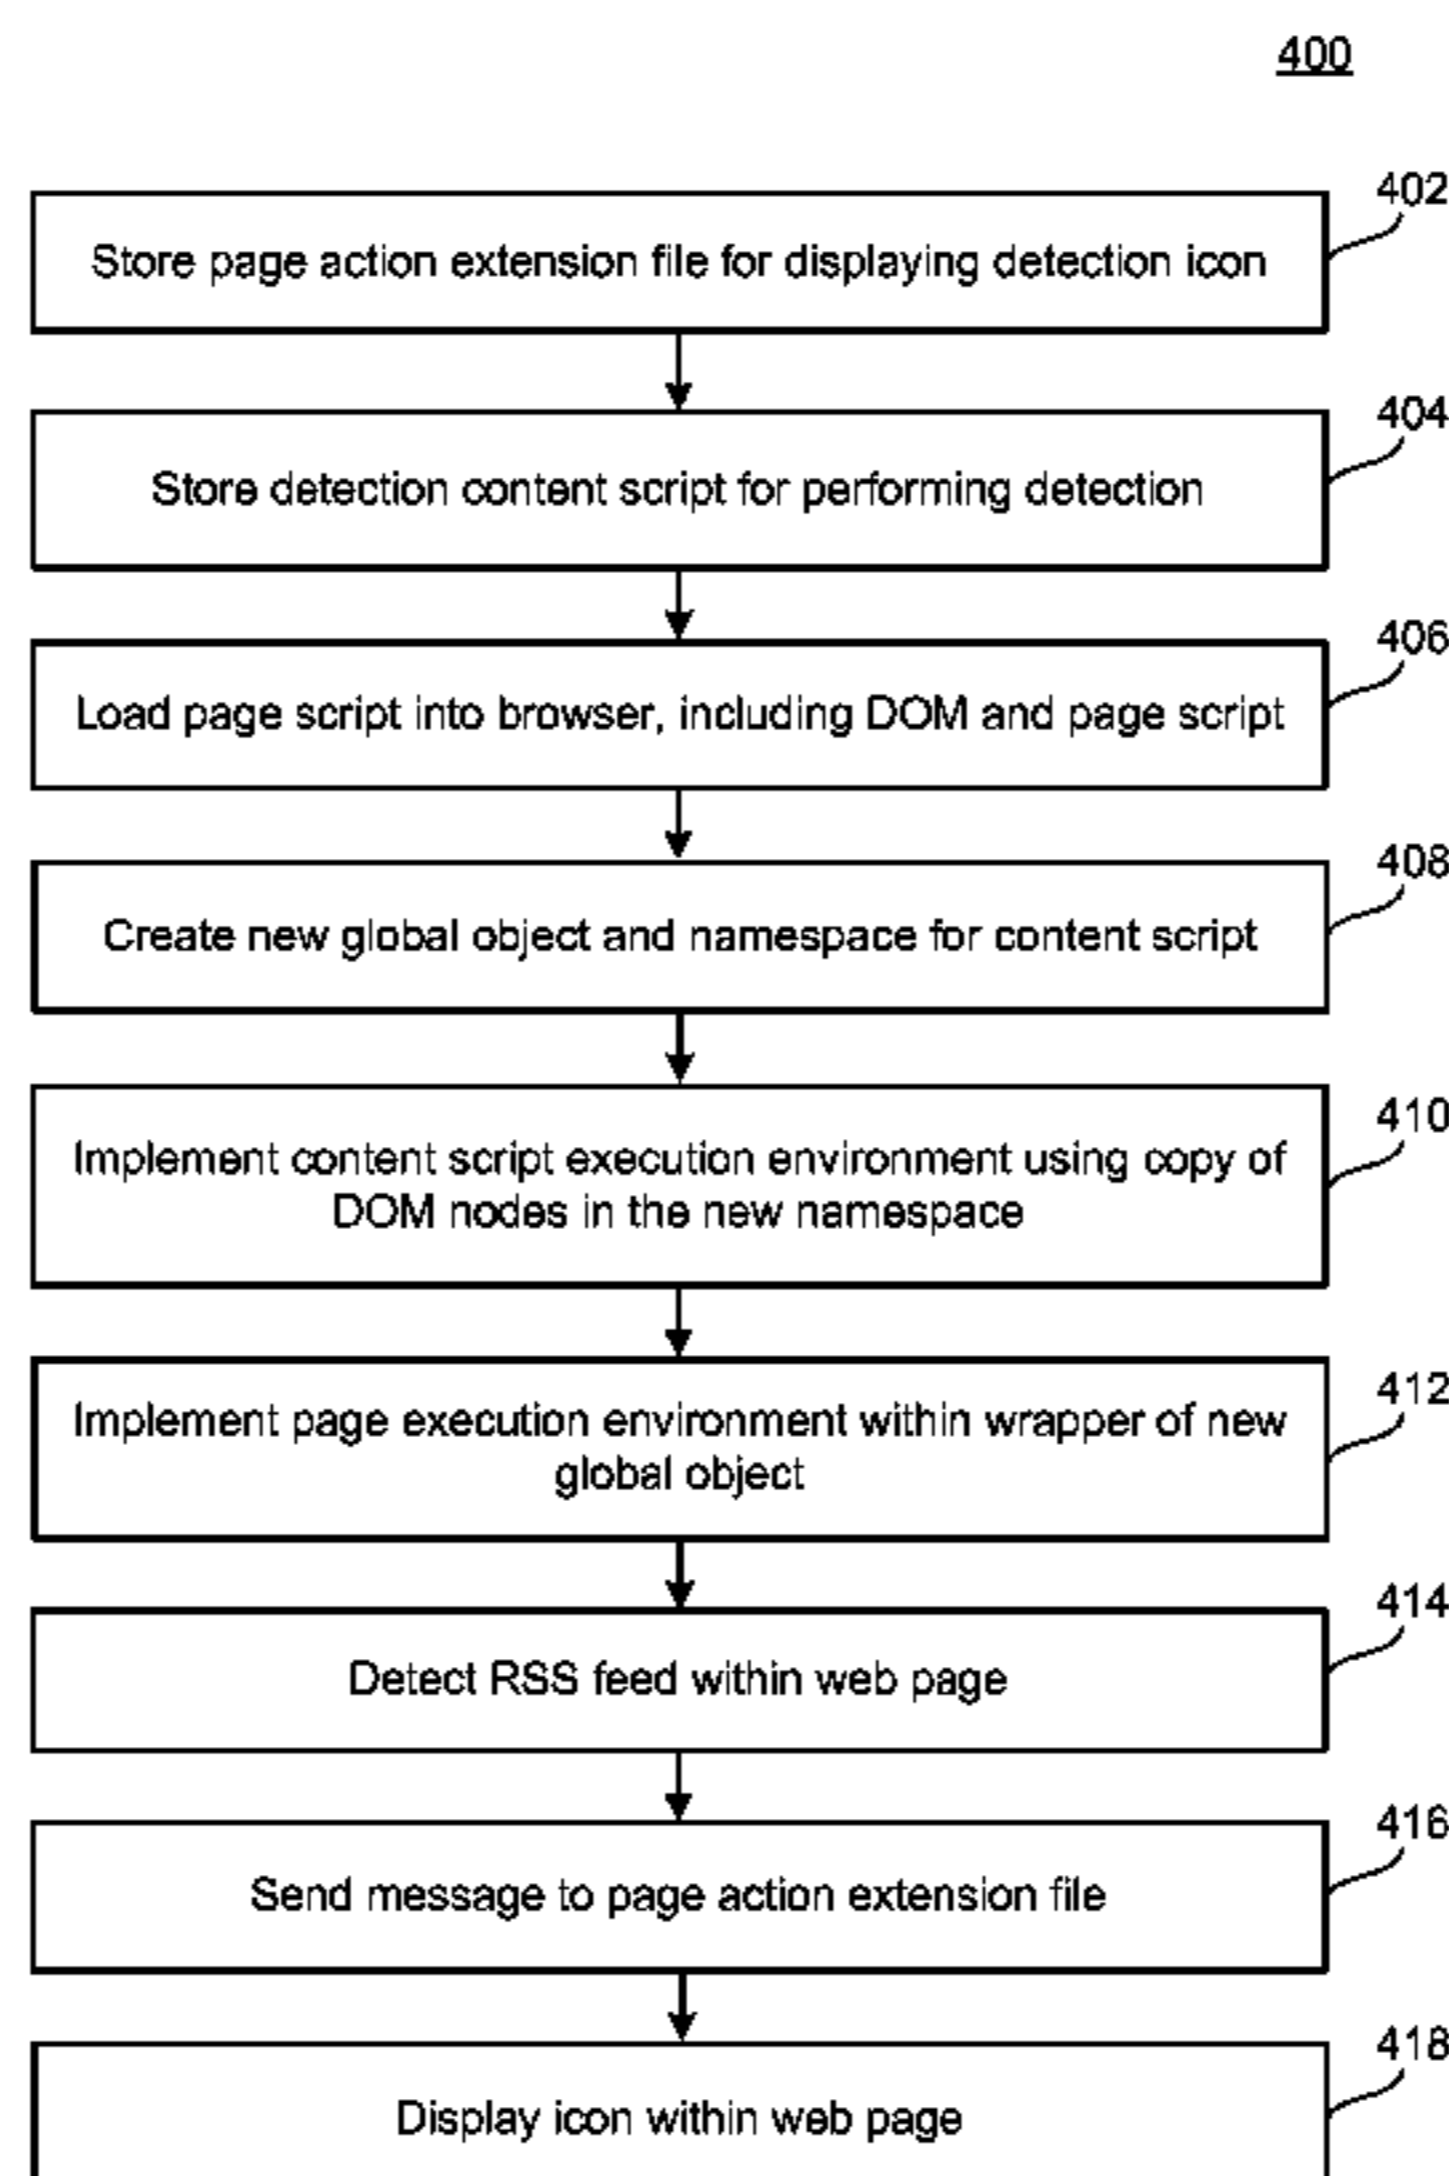 400
402
Store page action extension file for displaying detection icon
404
Store detection content script for performing detection
406
Load page script into browser, including DOM and page script
408
Create new global object and namespace for content script
410
Implement content script execution environment using copy of
DOM nodes in the new namespace
412
Implement page execution environment within wrapper of new
global object
414
Detect RSS feed within web page
416
Send message to page action extension file
418
Display icon within web page